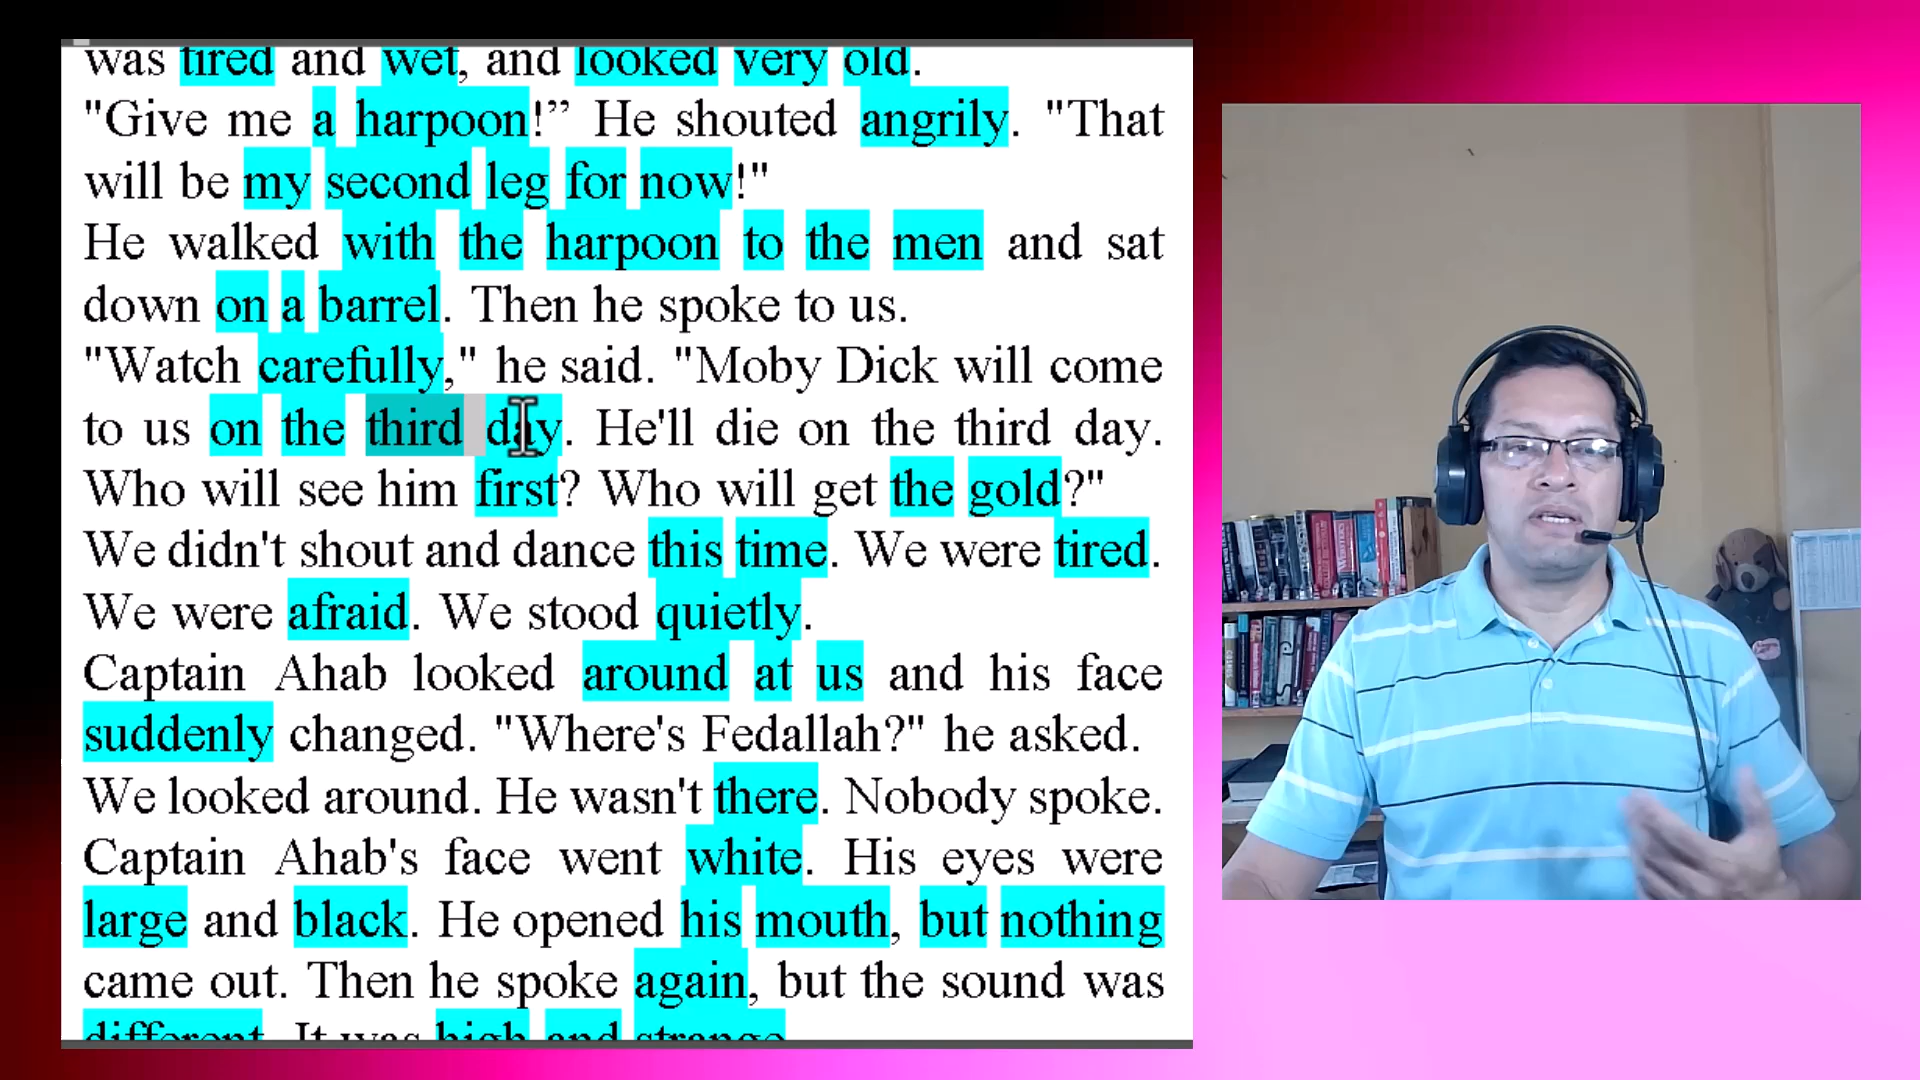 was tired and wet, and looked very old.
"Give me a harpoon!” He shouted angrily. "That
will be my second leg for now!"
He walked with the harpoon to the men and sat
down on a barrel. Then he spoke to us.
"Watch carefully," he said. "Moby Dick will come
to us on the third day. He'll die on the third day.
Who will see him first? Who will get the gold?"
We didn't shout and dance this time. We were tired.
We were afraid. We stood quietly.
Captain Ahab looked around at us and his face
suddenly changed. "Where's Fedallah?" he asked.
We looked around. He wasn't there. Nobody spoke.
Captain Ahab's face went white. His eyes were
large and black. He opened his mouth, but nothing
came out. Then he spoke again, but the sound was
different. It was high and strange.